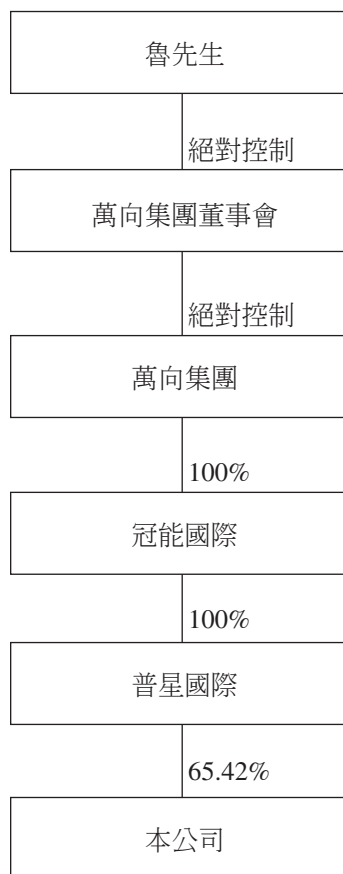 魯先生
絕對控制
萬向集團董事會
絕對控制
萬向集團
100%
冠能國際
100%
普星國際
65.42%
本公司